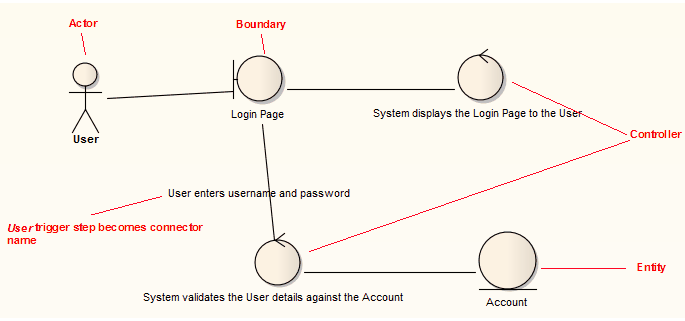 Actor
Boundary
User
Login Page
System displays the Login Page to the User
Controller
User enters username and password
User trigger step becomes connector
name
System validates the User details against the Account
Entity
Account